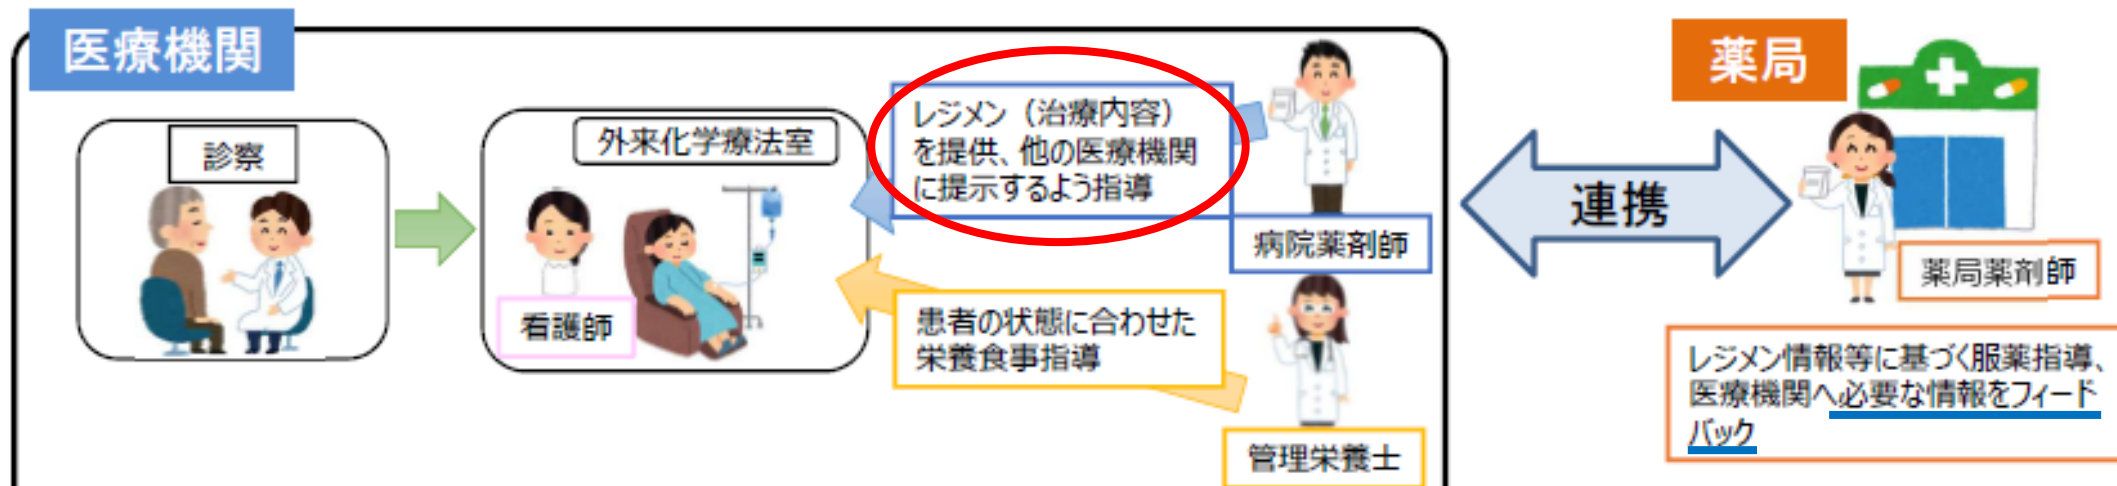 医療機関
診察
外来化学療法室
看護師
レジメン（治療内容）
を提供、他の医療機関
に提示するよう指導
病院薬剤師
患者の状態に合わせた
栄養食事指導
管理栄養士
連携
薬局
薬局薬剤師
レジメン情報等に基づく服薬指導、
医療機関へ必要な情報をフィード
バック